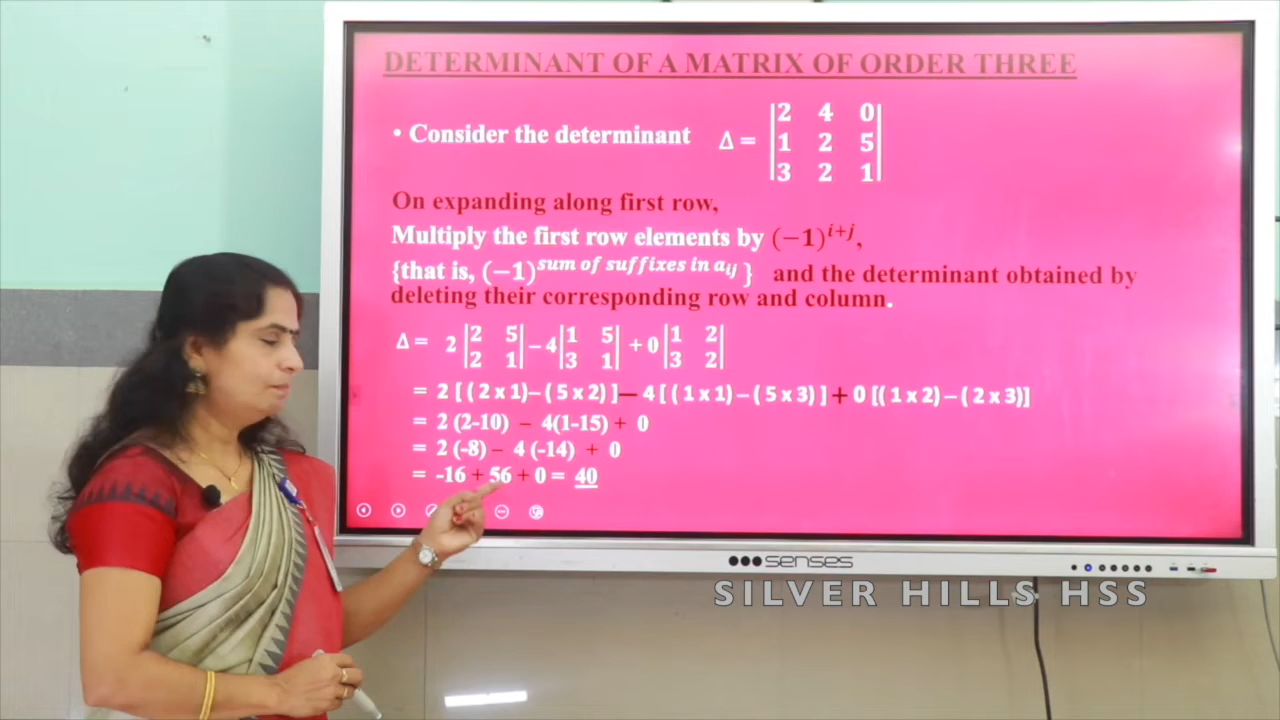 DETERMINANT OF A MATRIX OF ORDER THREE
• Consider the determinant Δ = |2 4 0|
|1 2 5|
|3 2 1|
On expanding along first row,
Multiply the first row elements by (−1)^{i+j},
{that is, (−1)^{sum of suffixes in a_{ij}} } and the determinant obtained by
deleting their corresponding row and column.
Δ = 2 |2 5| − 4 |1 5| + 0 |1 2|
|2 1| |3 1| |3 2|
= 2 [ ( 2 x 1)− ( 5 x 2) ]− 4 [ ( 1 x 1) − ( 5 x 3) ] + 0 [( 1 x 2) − ( 2 x 3)]
= 2 (2-10) − 4(1-15) + 0
= 2 (-8) − 4 (-14) + 0
= -16 + 56 + 0 = 40
senses
SILVER HILLS HSS